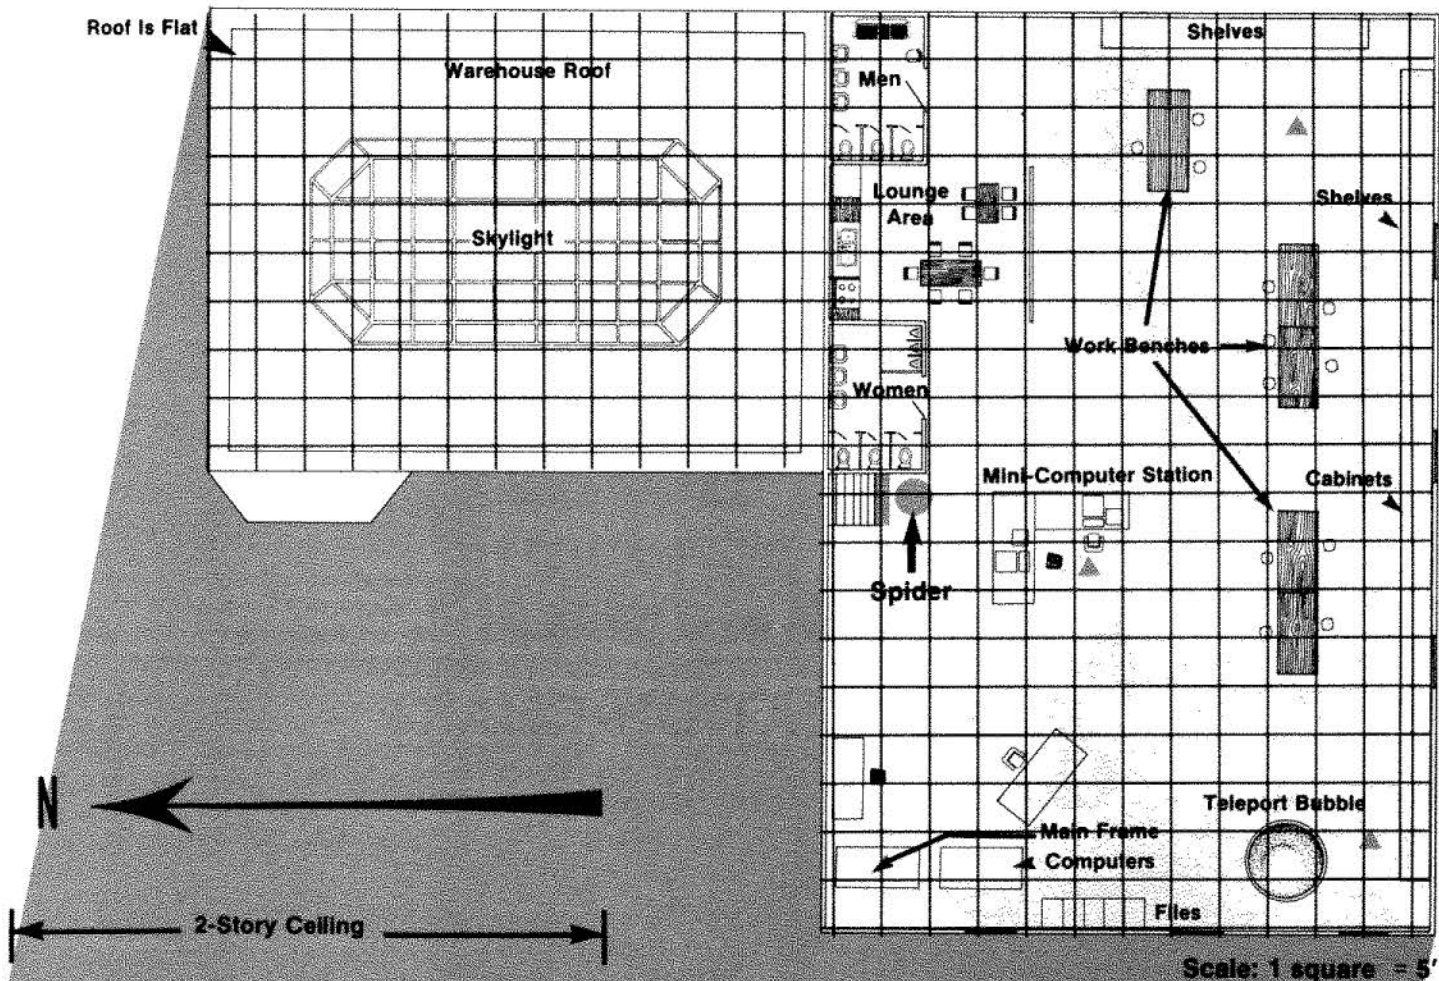 Roof Is Flat
Warehouse Roof
Skylight
Men
Shelves
Lounge
Area
Shelves
Work Benches
Women
Mini-Computer Station
Cabinets
Spider
N
Teleport Bubble
Main Frame
Computers
2-Story Ceiling
Files
Scale: 1 square = 5'